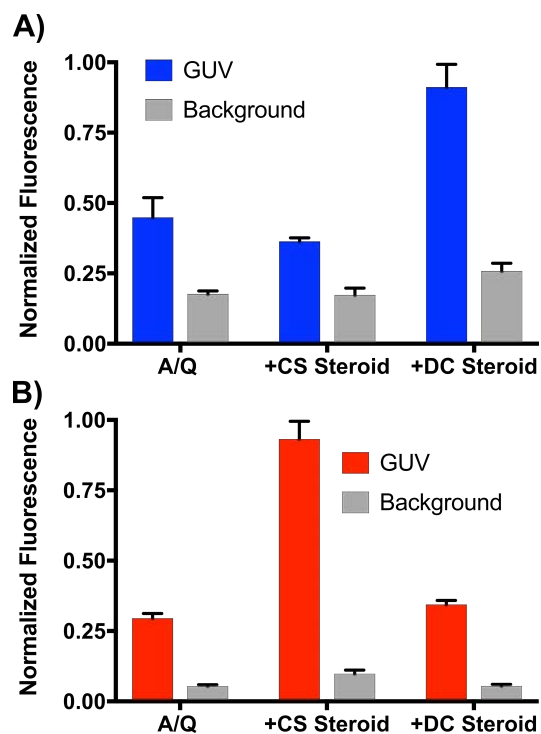 A)
Normalized Fluorescence
1.00
0.75
0.50
0.25
0.00
GUV
Background
A/Q
+CS Steroid
+DC Steroid
B)
Normalized Fluorescence
1.00
0.75
0.50
0.25
0.00
GUV
Background
A/Q
+CS Steroid
+DC Steroid